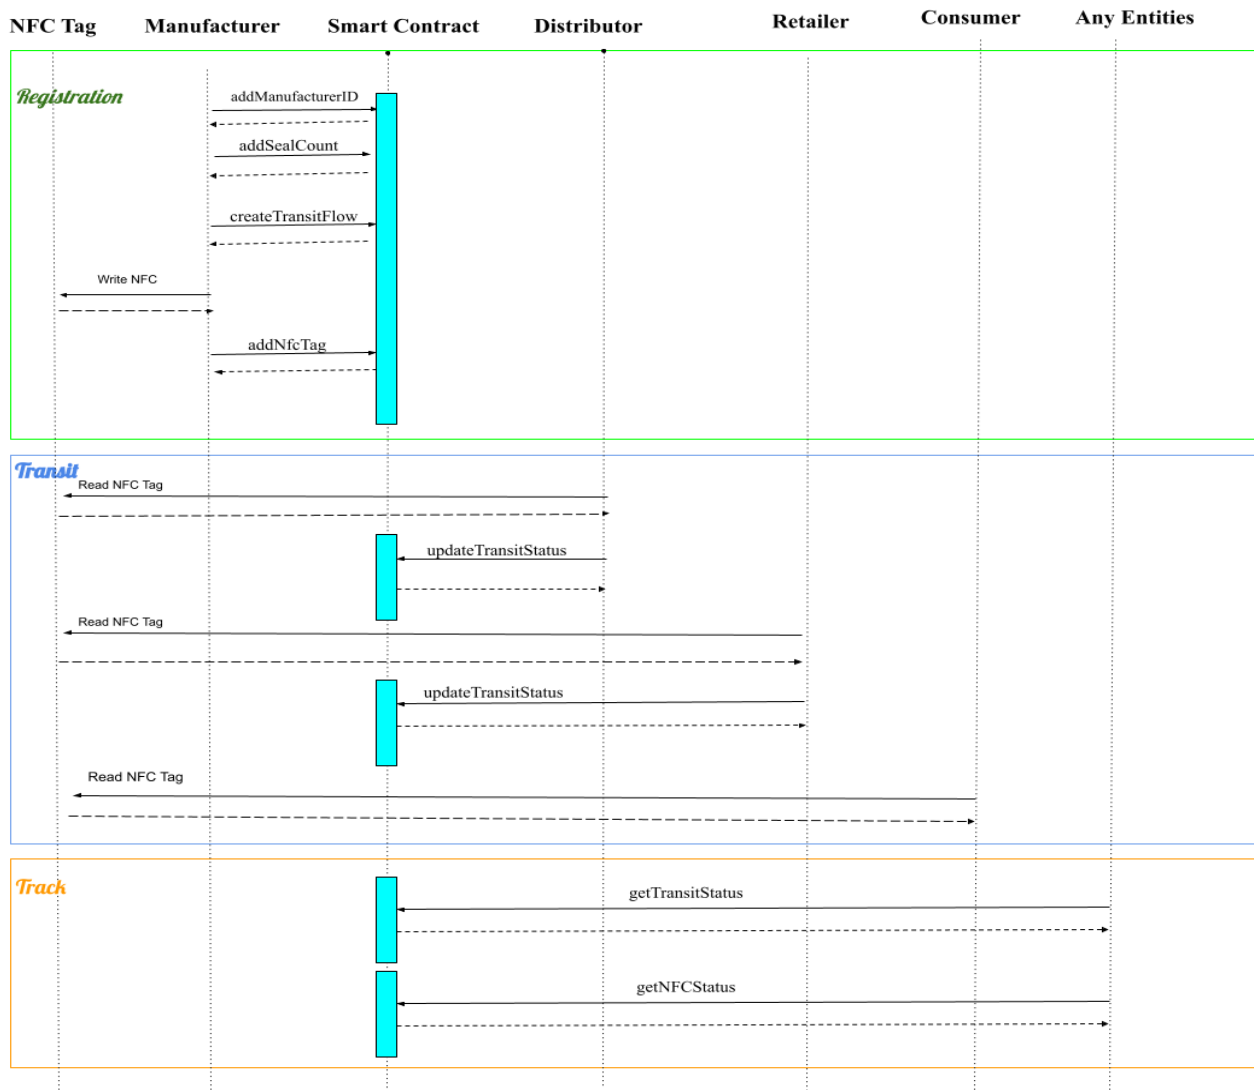 NFC Tag Manufacturer Smart Contract Distributor Retailer Consumer Any Entities
Registration
addManufacturerID
addSealCount
createTransitFlow
Write NFC
addNfcTag
Transit
Read NFC Tag
updateTransitStatus
Read NFC Tag
updateTransitStatus
Read NFC Tag
Track
getTransitStatus
getNFCStatus